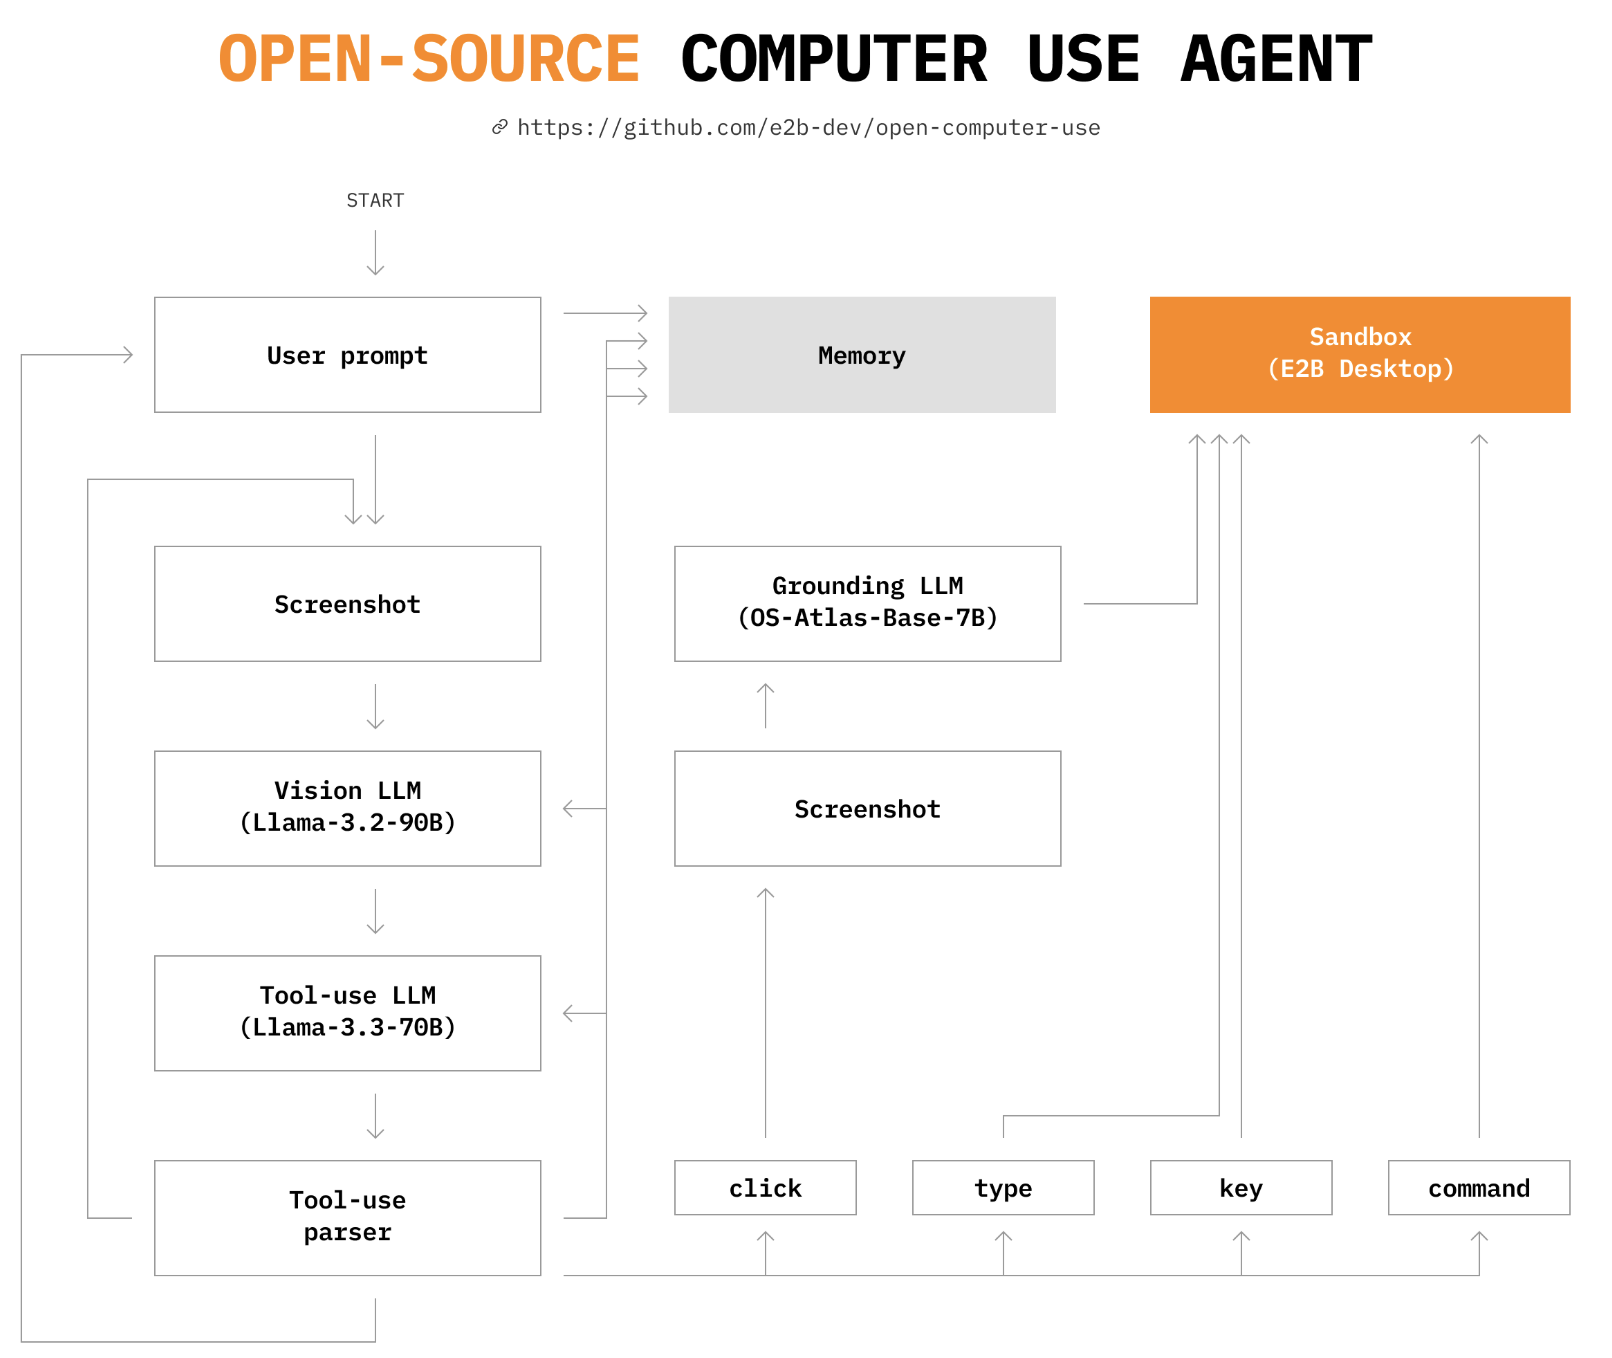 OPEN-SOURCE COMPUTER USE AGENT
https://github.com/e2b-dev/open-computer-use
START
User prompt
Memory
Sandbox
(E2B Desktop)
Screenshot
Grounding LLM
(OS-Atlas-Base-7B)
Vision LLM
(Llama-3.2-90B)
Screenshot
Tool-use LLM
(Llama-3.3-70B)
Tool-use
parser
click
type
key
command